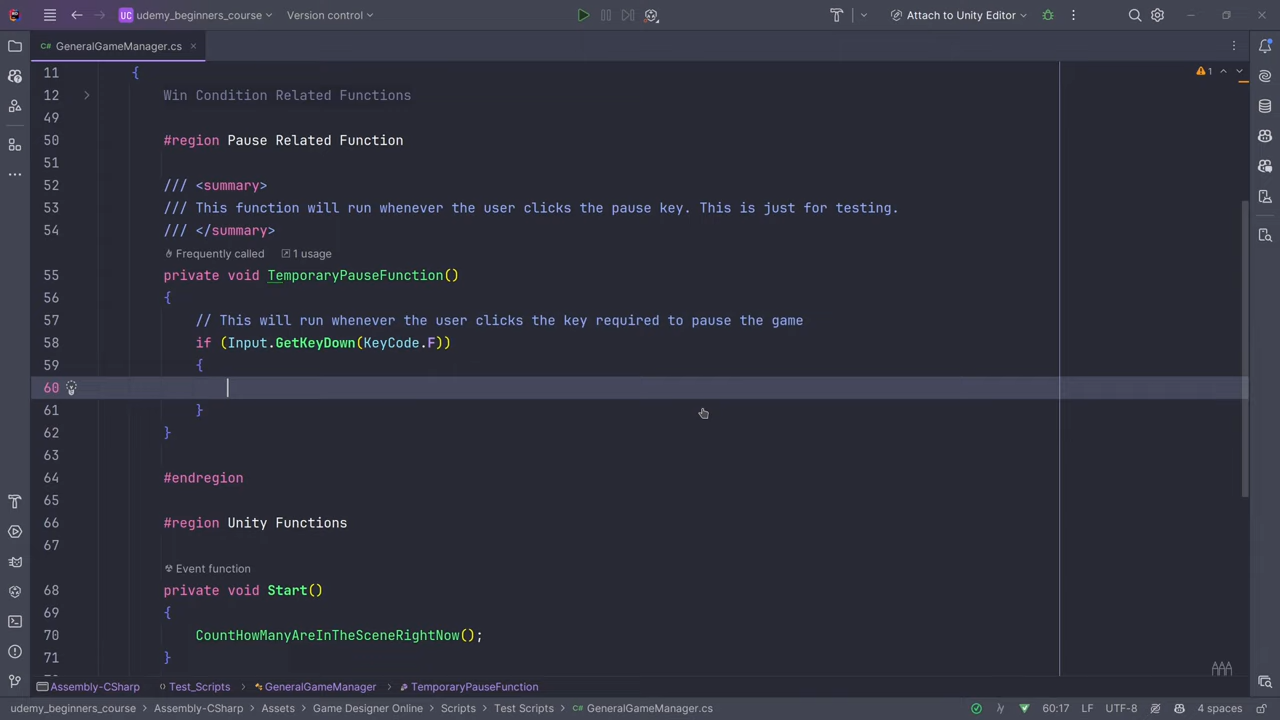 UC udemy_beginners_course Version control Attach to Unity Editor
C# GeneralGameManager.cs
11 {
12 Win Condition Related Functions
49
50 #region Pause Related Function
51
52 /// <summary>
53 /// This function will run whenever the user clicks the pause key. This is just for testing.
54 /// </summary>
Frequently called 1 usage
55 private void TemporaryPauseFunction()
56 {
57 // This will run whenever the user clicks the key required to pause the game
58 if (Input.GetKeyDown(KeyCode.F))
59 {
60
61 }
62 }
63
64 #endregion
65
66 #region Unity Functions
67
Event function
68 private void Start()
69 {
70 CountHowManyAreInTheSceneRightNow();
71 }
1
Assembly-CSharp Test_Scripts GeneralGameManager TemporaryPauseFunction
udemy_beginners_course Assembly-CSharp Assets Game Designer Online Scripts Test Scripts C# GeneralGameManager.cs 60:17 LF UTF-8 4 spaces